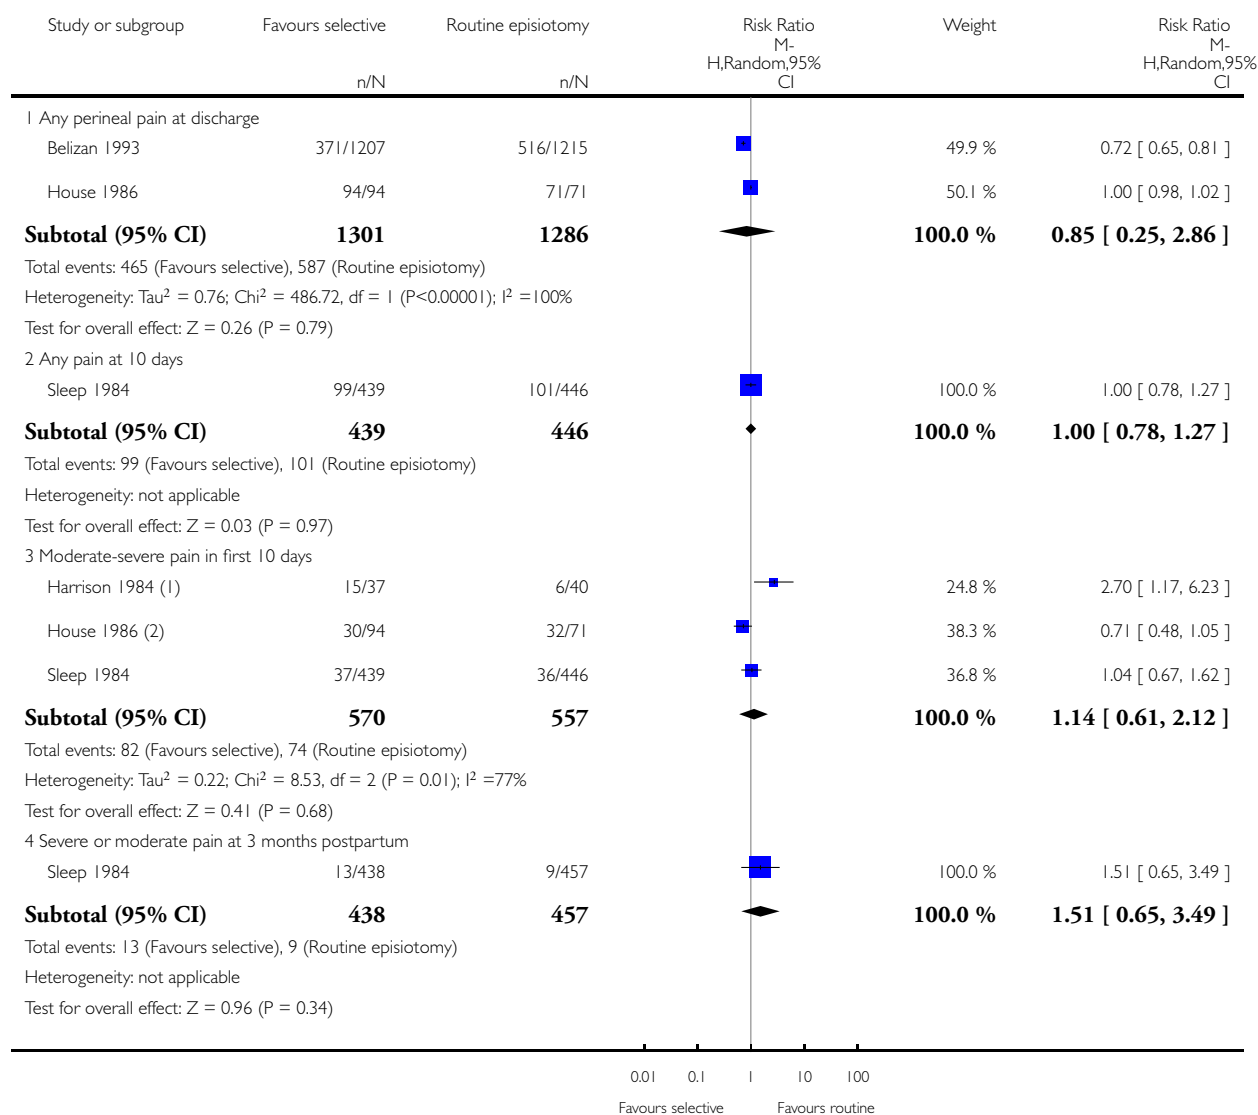 Study or subgroup Favours selective Routine episiotomy Risk Ratio Weight Risk Ratio
M- M-
H,Random,95% H,Random,95%
n/N n/N CI CI
1 Any perineal pain at discharge
Belizan 1993 371/1207 516/1215 49.9 % 0.72 [ 0.65, 0.81 ]
House 1986 94/94 71/71 50.1 % 1.00 [ 0.98, 1.02 ]
Subtotal (95% CI) 1301 1286 100.0 % 0.85 [ 0.25, 2.86 ]
Total events: 465 (Favours selective), 587 (Routine episiotomy)
Heterogeneity: Tau² = 0.76; Chi² = 486.72, df = 1 (P<0.00001); I² =100%
Test for overall effect: Z = 0.26 (P = 0.79)
2 Any pain at 10 days
Sleep 1984 99/439 101/446 100.0 % 1.00 [ 0.78, 1.27 ]
Subtotal (95% CI) 439 446 100.0 % 1.00 [ 0.78, 1.27 ]
Total events: 99 (Favours selective), 101 (Routine episiotomy)
Heterogeneity: not applicable
Test for overall effect: Z = 0.03 (P = 0.97)
3 Moderate-severe pain in first 10 days
Harrison 1984 (1) 15/37 6/40 24.8 % 2.70 [ 1.17, 6.23 ]
House 1986 (2) 30/94 32/71 38.3 % 0.71 [ 0.48, 1.05 ]
Sleep 1984 37/439 36/446 36.8 % 1.04 [ 0.67, 1.62 ]
Subtotal (95% CI) 570 557 100.0 % 1.14 [ 0.61, 2.12 ]
Total events: 82 (Favours selective), 74 (Routine episiotomy)
Heterogeneity: Tau² = 0.22; Chi² = 8.53, df = 2 (P = 0.01); I² =77%
Test for overall effect: Z = 0.41 (P = 0.68)
4 Severe or moderate pain at 3 months postpartum
Sleep 1984 13/438 9/457 100.0 % 1.51 [ 0.65, 3.49 ]
Subtotal (95% CI) 438 457 100.0 % 1.51 [ 0.65, 3.49 ]
Total events: 13 (Favours selective), 9 (Routine episiotomy)
Heterogeneity: not applicable
Test for overall effect: Z = 0.96 (P = 0.34)
0.01 0.1 1 10 100
Favours selective Favours routine